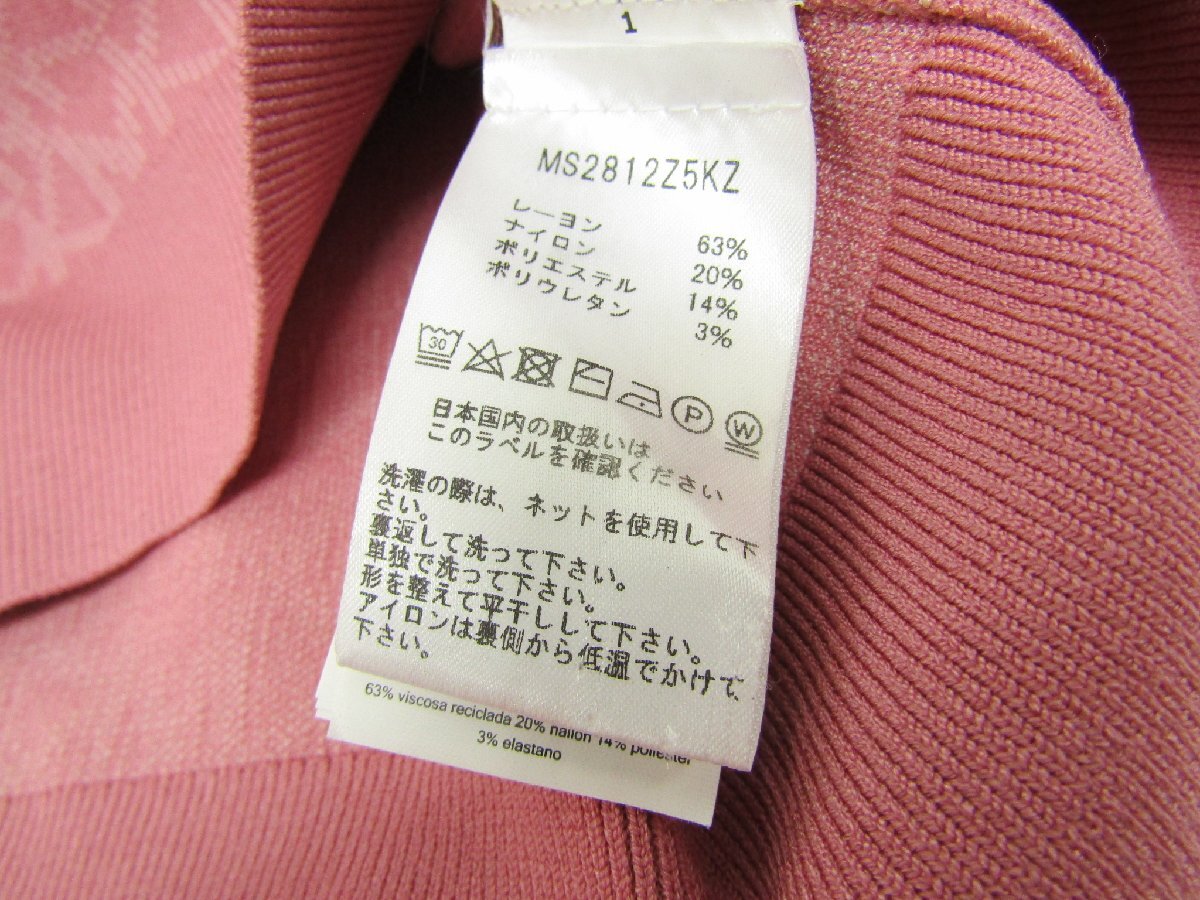 1
MS2812Z5KZ
レーヨン 63%
ナイロン 20%
ポリエステル 14%
ポリウレタン 3%
30
P
W
日本国内の取扱いは
このラベルを確認ください
洗濯の際は、ネットを使用して下
さい。
裏返して洗って下さい。
単独で洗って下さい。
形を整えて平干しして下さい。
アイロンは裏側から低温でかけて
下さい。
63% viscosa reciclada 20% nailon 14% poliester
3% elastano